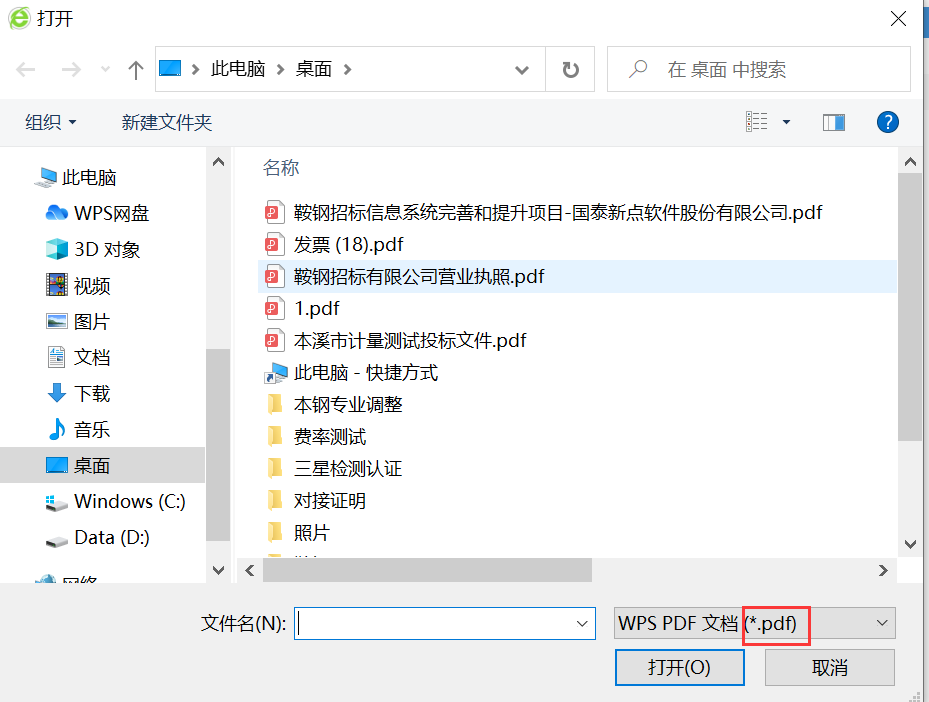 打开
此电脑 > 桌面 >
在 桌面 中搜索
组织
新建文件夹
?
此电脑
WPS网盘
3D 对象
视频
图片
文档
下载
音乐
桌面
Windows (C:)
Data (D:)
网络
名称
鞍钢招标信息系统完善和提升项目-国泰新点软件股份有限公司.pdf
发票 (18).pdf
鞍钢招标有限公司营业执照.pdf
1.pdf
本溪市计量测试投标文件.pdf
此电脑 - 快捷方式
本钢专业调整
费率测试
三星检测认证
对接证明
照片
文件名(N):
WPS PDF 文档 (*.pdf)
打开(O)
取消